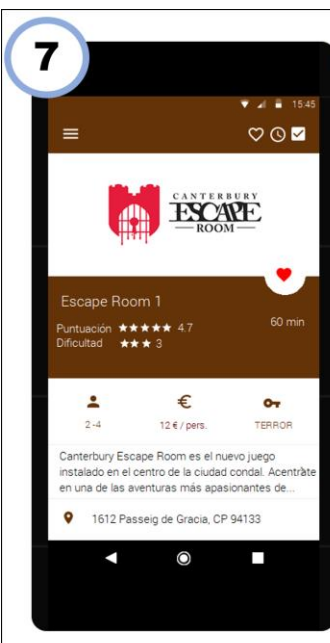 7
15:45
CANTERBURY
ESCAPE
ROOM
Escape Room 1
60 min
Puntuación ★★★★★ 4.7
Dificultad ★★★ 3
2-4
12 € / pers.
TERROR
Canterbury Escape Room es el nuevo juego
instalado en el centro de la ciudad condal. Acentrate
en una de las aventuras más apasionantes de...
1612 Passeig de Gracia, CP 94133